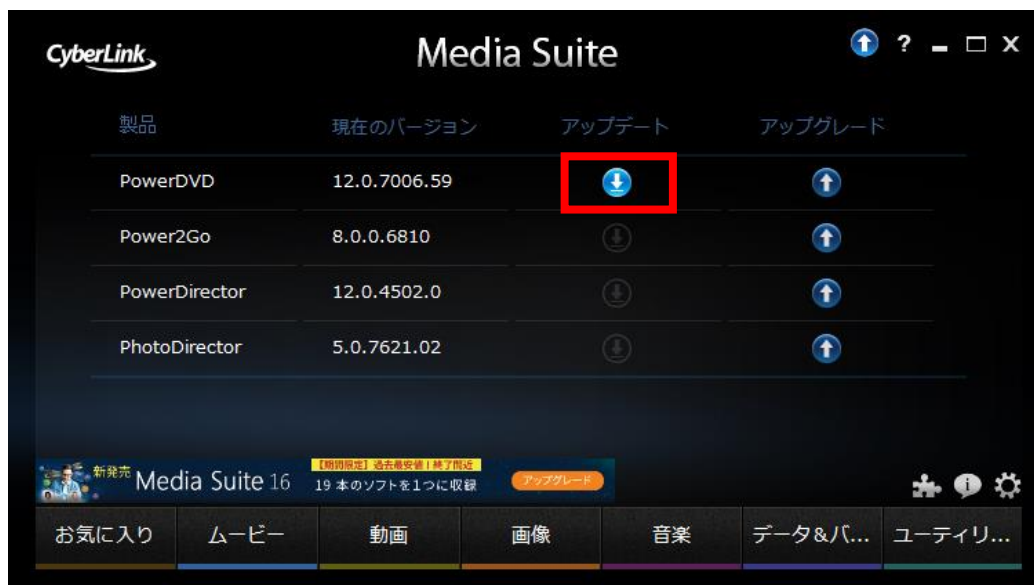 CyberLink
Media Suite
?
製品 現在のバージョン アップデート アップグレード
PowerDVD 12.0.7006.59
Power2Go 8.0.0.6810
PowerDirector 12.0.4502.0
PhotoDirector 5.0.7621.02
新発売 Media Suite 16
【期間限定】過去最安値!終了間近
19 本のソフトを1つに収録
アップグレード
お気に入り ムービー 動画 画像 音楽 データ&バ... ユーティリ...